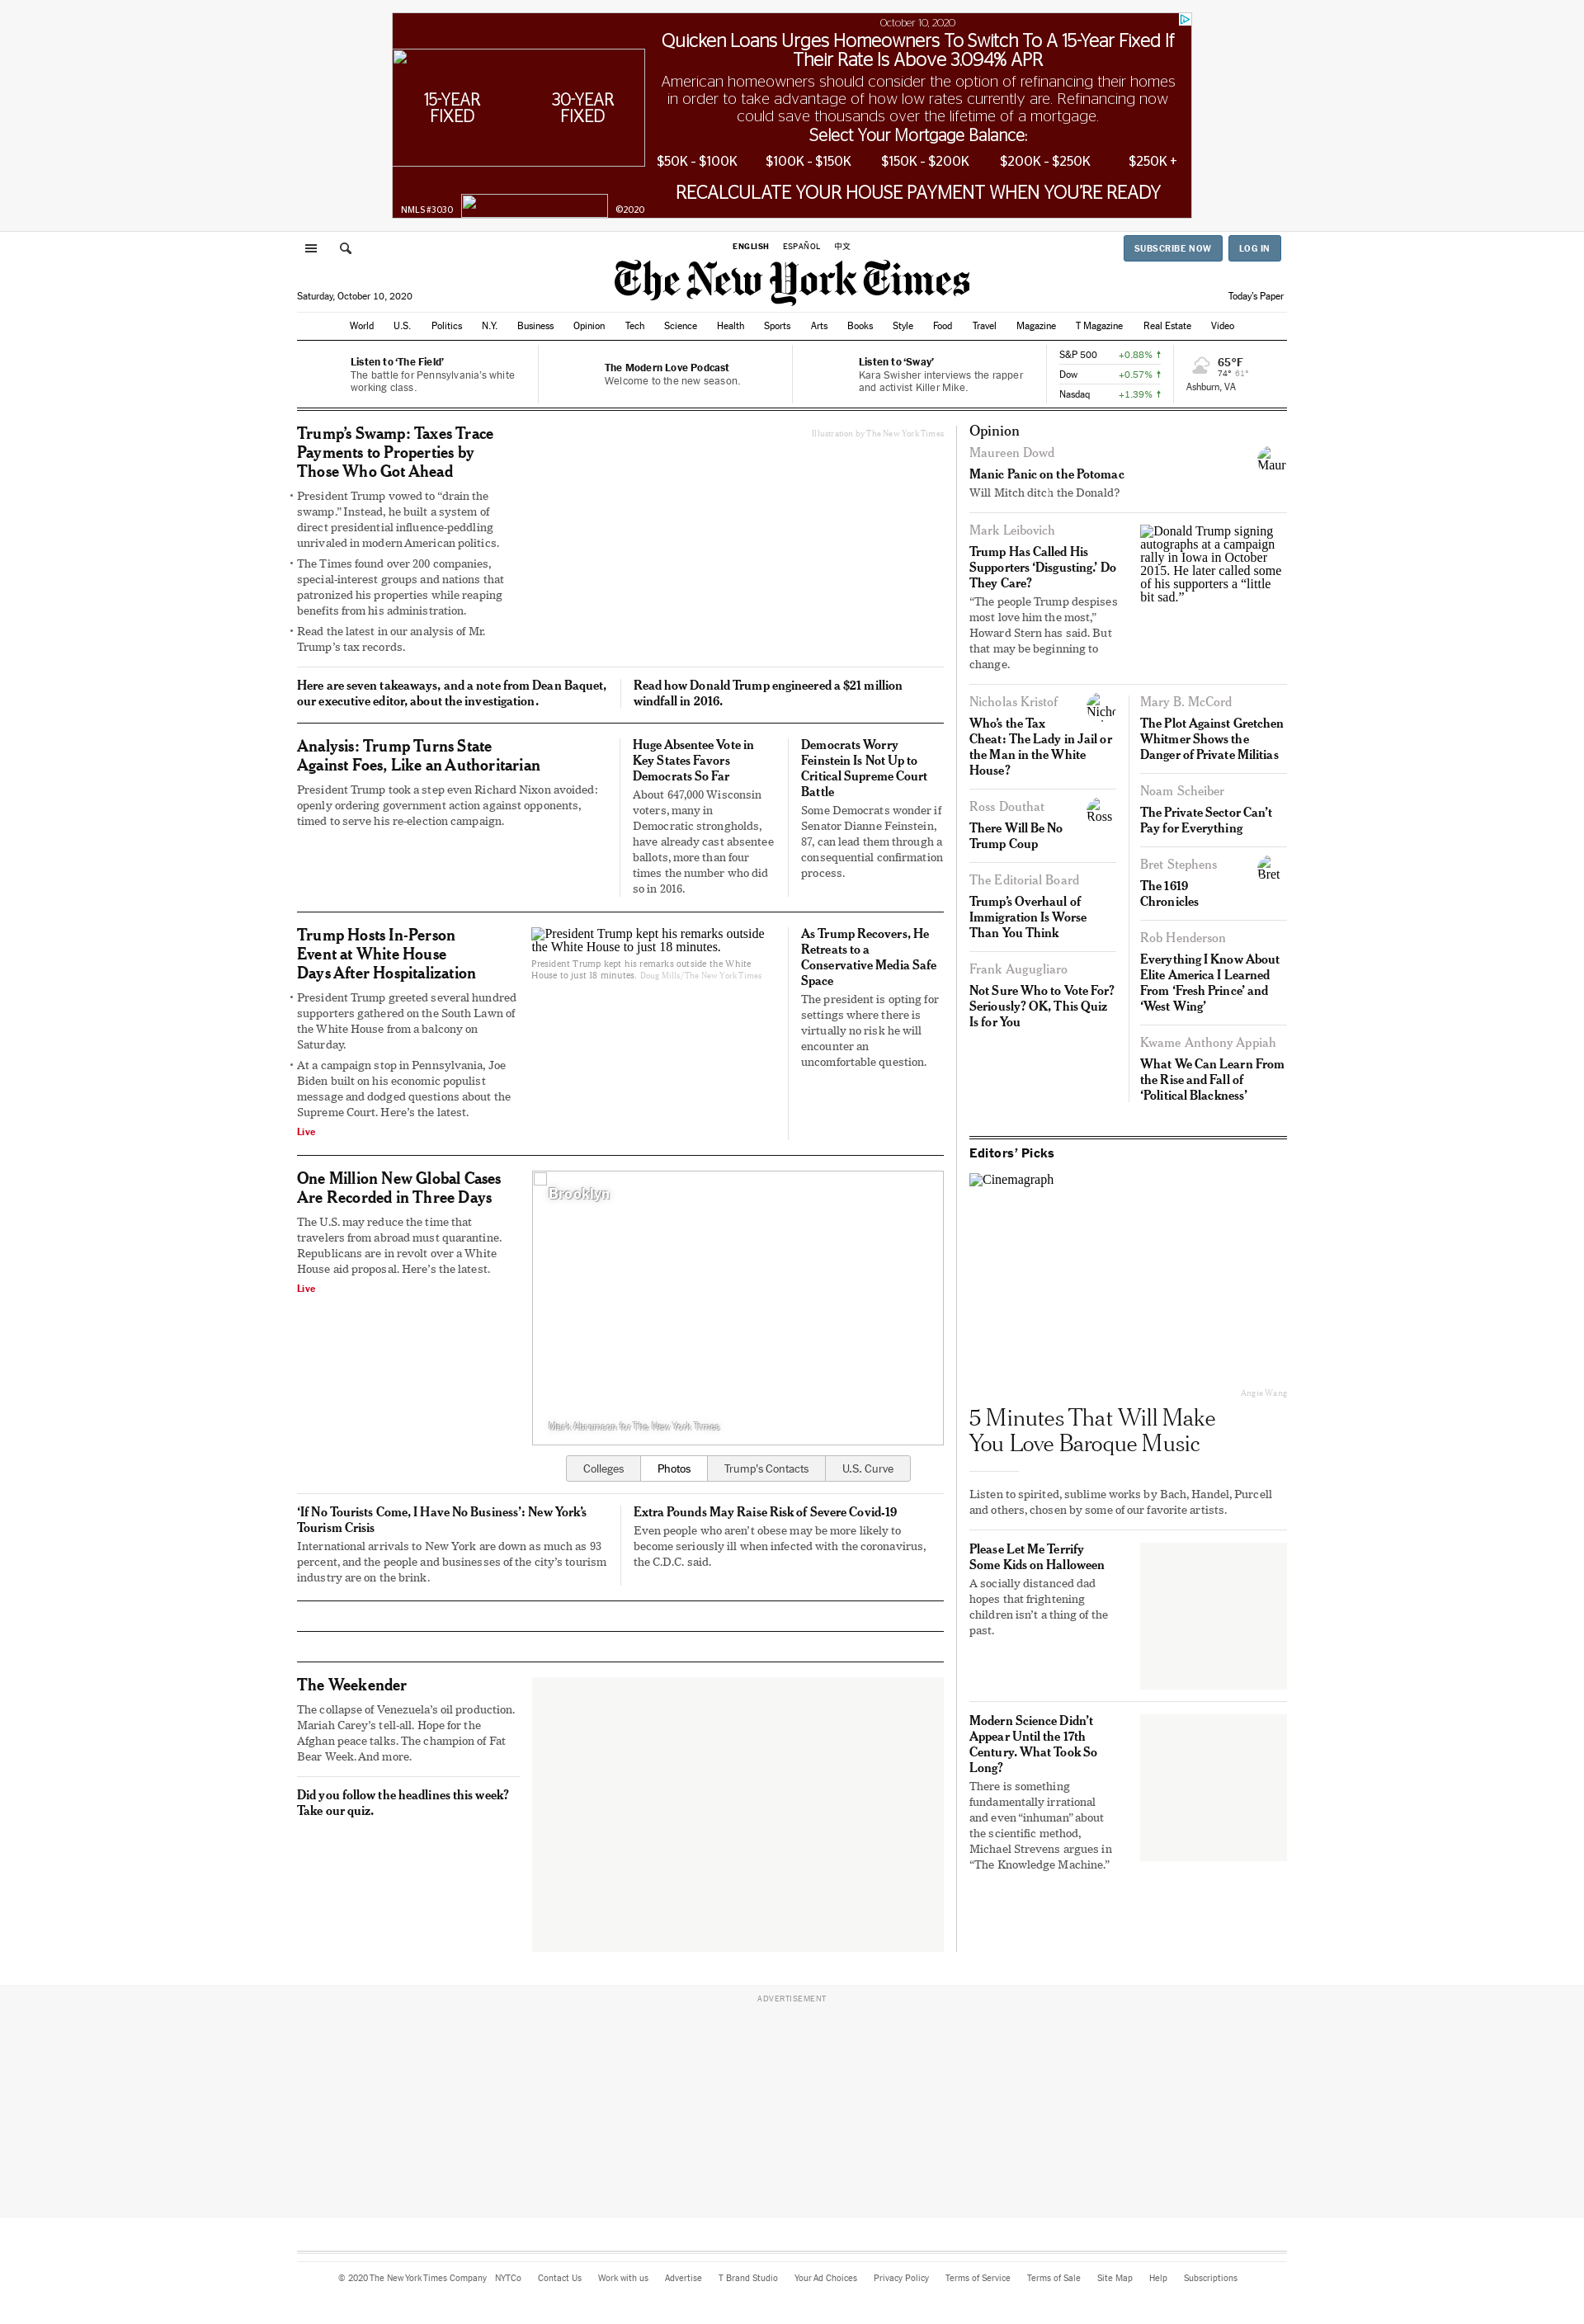 October 10, 2020
Quicken Loans Urges Homeowners To Switch To A 15-Year Fixed If
Their Rate Is Above 3.094% APR
American homeowners should consider the option of refinancing their homes
in order to take advantage of how low rates currently are. Refinancing now
could save thousands over the lifetime of a mortgage.
Select Your Mortgage Balance:
15-YEAR
FIXED
30-YEAR
FIXED
$50K - $100K $100K - $150K $150K - $200K $200K - $250K $250K +
RECALCULATE YOUR HOUSE PAYMENT WHEN YOU'RE READY
NMLS #3030 ©2020
ENGLISH ESPAÑOL 中文
SUBSCRIBE NOW LOG IN
The New York Times
Saturday, October 10, 2020
Today's Paper
World U.S. Politics N.Y. Business Opinion Tech Science Health Sports Arts Books Style Food Travel Magazine T Magazine Real Estate Video
Listen to ‘The Field’
The battle for Pennsylvania's white
working class.
The Modern Love Podcast
Welcome to the new season.
Listen to ‘Sway’
Kara Swisher interviews the rapper
and activist Killer Mike.
S&P 500 +0.88% ↑
Dow +0.57% ↑
Nasdaq +1.39% ↑
65°F
74° 61°
Ashburn, VA
Trump’s Swamp: Taxes Trace
Payments to Properties by
Those Who Got Ahead
• President Trump vowed to “drain the
swamp.” Instead, he built a system of
direct presidential influence-peddling
unrivaled in modern American politics.
• The Times found over 200 companies,
special-interest groups and nations that
patronized his properties while reaping
benefits from his administration.
• Read the latest in our analysis of Mr.
Trump’s tax records.
Illustration by The New York Times
Here are seven takeaways, and a note from Dean Baquet,
our executive editor, about the investigation.
Read how Donald Trump engineered a $21 million
windfall in 2016.
Analysis: Trump Turns State
Against Foes, Like an Authoritarian
President Trump took a step even Richard Nixon avoided:
openly ordering government action against opponents,
timed to serve his re-election campaign.
Huge Absentee Vote in
Key States Favors
Democrats So Far
About 647,000 Wisconsin
voters, many in
Democratic strongholds,
have already cast absentee
ballots, more than four
times the number who did
so in 2016.
Democrats Worry
Feinstein Is Not Up to
Critical Supreme Court
Battle
Some Democrats wonder if
Senator Dianne Feinstein,
87, can lead them through a
consequential confirmation
process.
Trump Hosts In-Person
Event at White House
Days After Hospitalization
• President Trump greeted several hundred
supporters gathered on the South Lawn of
the White House from a balcony on
Saturday.
• At a campaign stop in Pennsylvania, Joe
Biden built on his economic populist
message and dodged questions about the
Supreme Court. Here’s the latest.
Live
President Trump kept his remarks outside
the White House to just 18 minutes.
President Trump kept his remarks outside the White
House to just 18 minutes. Doug Mills/The New York Times
As Trump Recovers, He
Retreats to a
Conservative Media Safe
Space
The president is opting for
settings where there is
virtually no risk he will
encounter an
uncomfortable question.
One Million New Global Cases
Are Recorded in Three Days
The U.S. may reduce the time that
travelers from abroad must quarantine.
Republicans are in revolt over a White
House aid proposal. Here’s the latest.
Live
Brooklyn
Mark Abramson for The New York Times
Colleges Photos Trump's Contacts U.S. Curve
‘If No Tourists Come, I Have No Business’: New York’s
Tourism Crisis
International arrivals to New York are down as much as 93
percent, and the people and businesses of the city’s tourism
industry are on the brink.
Extra Pounds May Raise Risk of Severe Covid-19
Even people who aren’t obese may be more likely to
become seriously ill when infected with the coronavirus,
the C.D.C. said.
The Weekender
The collapse of Venezuela’s oil production.
Mariah Carey’s tell-all. Hope for the
Afghan peace talks. The champion of Fat
Bear Week. And more.
Did you follow the headlines this week?
Take our quiz.
Opinion
Maureen Dowd
Manic Panic on the Potomac
Will Mitch ditch the Donald?
Maur
Mark Leibovich
Trump Has Called His
Supporters ‘Disgusting.’ Do
They Care?
“The people Trump despises
most love him the most,”
Howard Stern has said. But
that may be beginning to
change.
Donald Trump signing
autographs at a campaign
rally in Iowa in October
2015. He later called some
of his supporters a “little
bit sad.”
Nicholas Kristof
Who’s the Tax
Cheat: The Lady in Jail or
the Man in the White
House?
Ross Douthat
There Will Be No
Trump Coup
Ross
The Editorial Board
Trump’s Overhaul of
Immigration Is Worse
Than You Think
Frank Augugliaro
Not Sure Who to Vote For?
Seriously? OK, This Quiz
Is for You
Mary B. McCord
The Plot Against Gretchen
Whitmer Shows the
Danger of Private Militias
Noam Scheiber
The Private Sector Can’t
Pay for Everything
Bret Stephens
The 1619
Chronicles
Bret
Rob Henderson
Everything I Know About
Elite America I Learned
From ‘Fresh Prince’ and
‘West Wing’
Kwame Anthony Appiah
What We Can Learn From
the Rise and Fall of
‘Political Blackness’
Editors’ Picks
Cinemagraph
Angie Wang
5 Minutes That Will Make
You Love Baroque Music
Listen to spirited, sublime works by Bach, Handel, Purcell
and others, chosen by some of our favorite artists.
Please Let Me Terrify
Some Kids on Halloween
A socially distanced dad
hopes that frightening
children isn’t a thing of the
past.
Modern Science Didn’t
Appear Until the 17th
Century. What Took So
Long?
There is something
fundamentally irrational
and even “inhuman” about
the scientific method,
Michael Strevens argues in
“The Knowledge Machine.”
ADVERTISEMENT
© 2020 The New York Times Company NYTCo Contact Us Work with us Advertise T Brand Studio Your Ad Choices Privacy Policy Terms of Service Terms of Sale Site Map Help Subscriptions